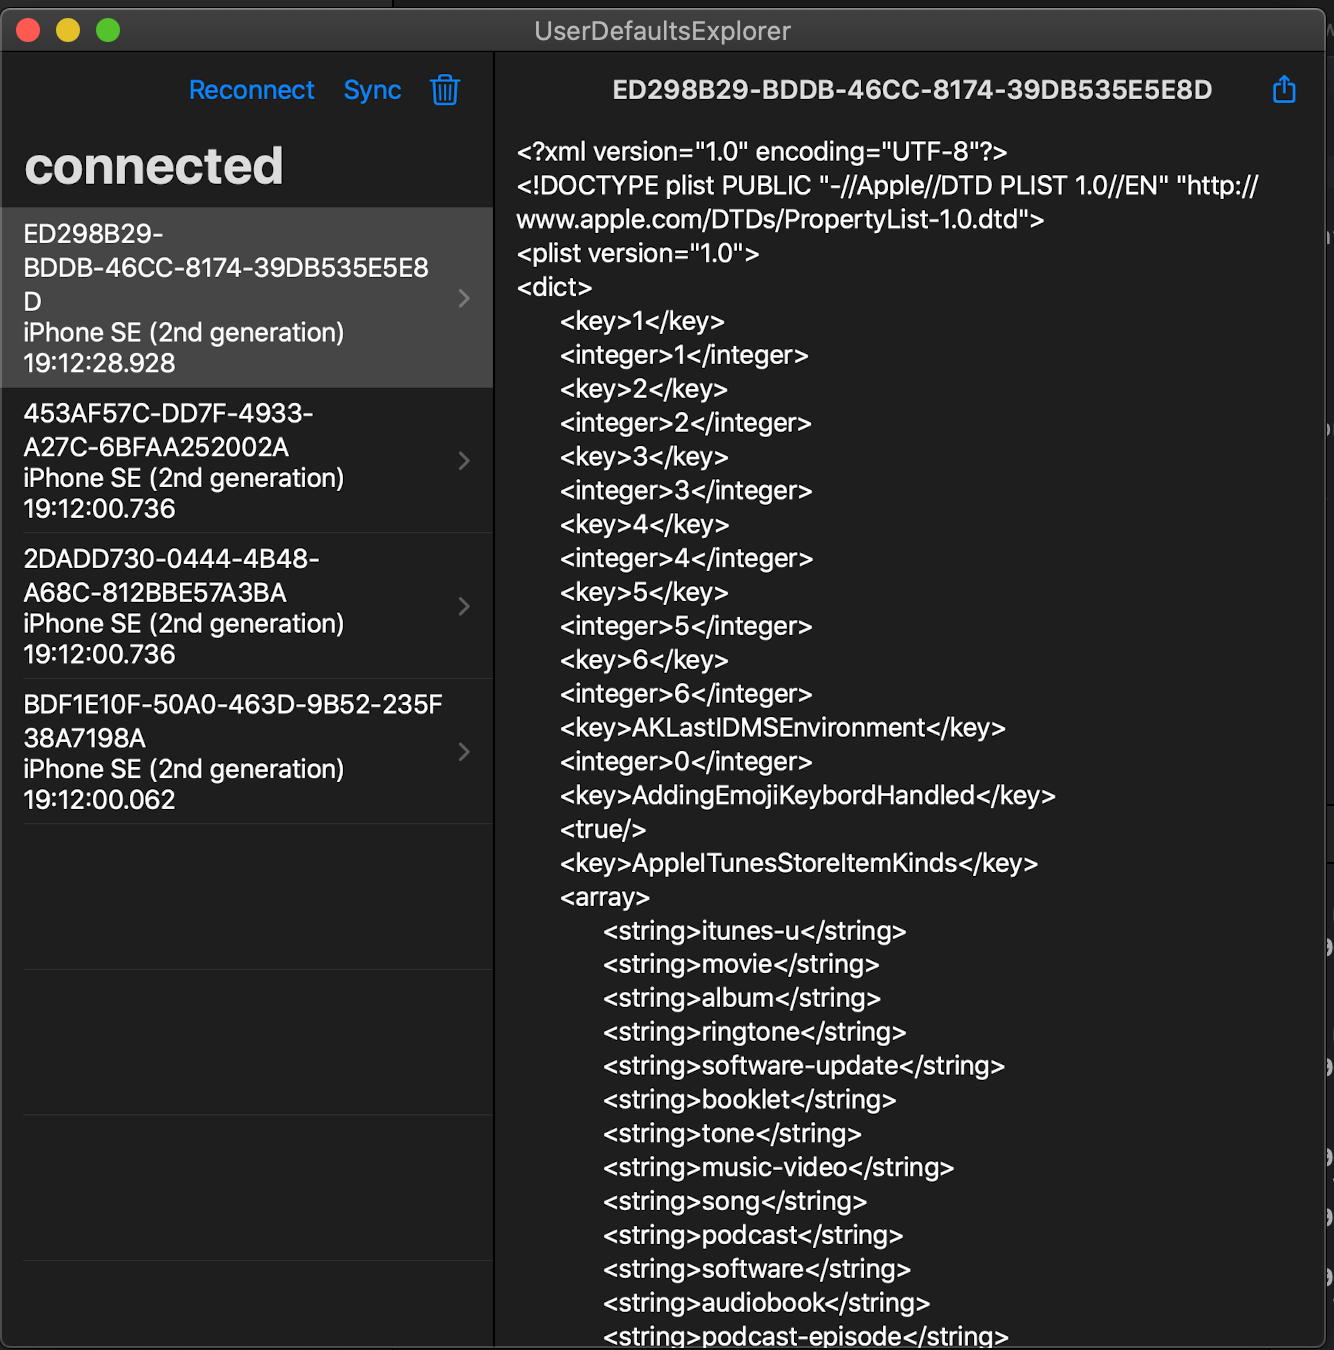 UserDefaultsExplorer
Reconnect Sync
connected
ED298B29-
BDDB-46CC-8174-39DB535E5E8
D
iPhone SE (2nd generation)
19:12:28.928
453AF57C-DD7F-4933-
A27C-6BFAA252002A
iPhone SE (2nd generation)
19:12:00.736
2DADD730-0444-4B48-
A68C-812BBE57A3BA
iPhone SE (2nd generation)
19:12:00.736
BDF1E10F-50A0-463D-9B52-235F
38A7198A
iPhone SE (2nd generation)
19:12:00.062
ED298B29-BDDB-46CC-8174-39DB535E5E8D
<?xml version="1.0" encoding="UTF-8"?>
<!DOCTYPE plist PUBLIC "-//Apple//DTD PLIST 1.0//EN" "http://
www.apple.com/DTDs/PropertyList-1.0.dtd">
<plist version="1.0">
<dict>
<key>1</key>
<integer>1</integer>
<key>2</key>
<integer>2</integer>
<key>3</key>
<integer>3</integer>
<key>4</key>
<integer>4</integer>
<key>5</key>
<integer>5</integer>
<key>6</key>
<integer>6</integer>
<key>AKLastIDMSEnvironment</key>
<integer>0</integer>
<key>AddingEmojiKeybordHandled</key>
<true/>
<key>AppleITunesStoreItemKinds</key>
<array>
<string>itunes-u</string>
<string>movie</string>
<string>album</string>
<string>ringtone</string>
<string>software-update</string>
<string>booklet</string>
<string>tone</string>
<string>music-video</string>
<string>song</string>
<string>podcast</string>
<string>software</string>
<string>audiobook</string>
<string>podcast-episode</string>